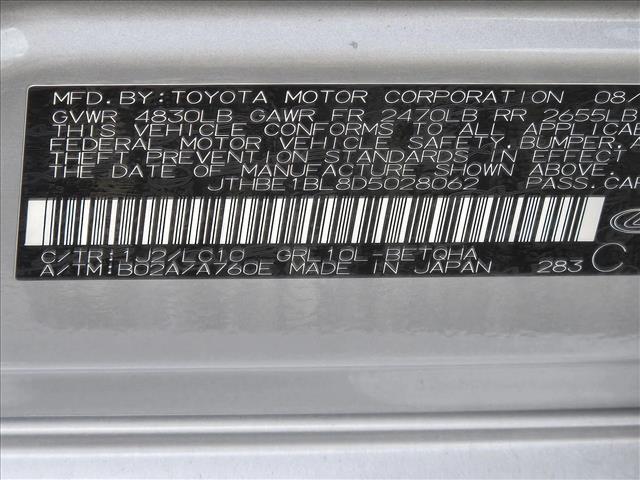 MFD.BY:TOYOTA MOTOR CORPORATION 08/
GVWR 4830LB GAWR FR 2470LB RR 2655LB
THIS VEHICLE CONFORMS TO ALL APPLICA
FEDERAL MOTOR VEHICLE SAFETY,BUMPER,A
THEFT PREVENTION STANDARDS IN EFFECT
THE DATE OF MANUFACTURE SHOWN ABOVE.
JTHBE1BL8D5028062 PASS.CAR
C/TR:1J2/LC10 GRL10L-BETQHA
A/TM:B02A/A760E MADE IN JAPAN 283 C